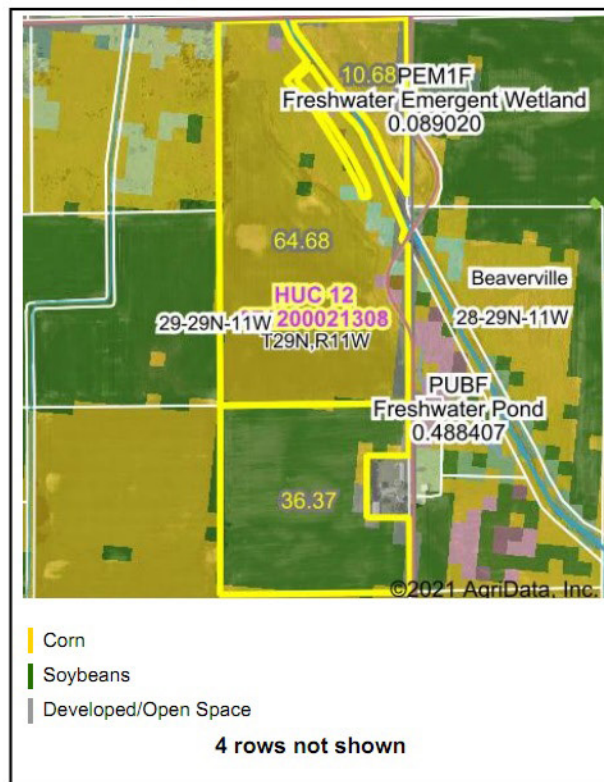 10.68
PEM1F
Freshwater Emergent Wetland
0.089020
64.68
HUC 12
Beaverville
29-29N-11W
200021308
28-29N-11W
T29N,R11W
PUBF
Freshwater Pond
0.488407
36.37
©2021 AgriData, Inc.
Corn
Soybeans
Developed/Open Space
4 rows not shown